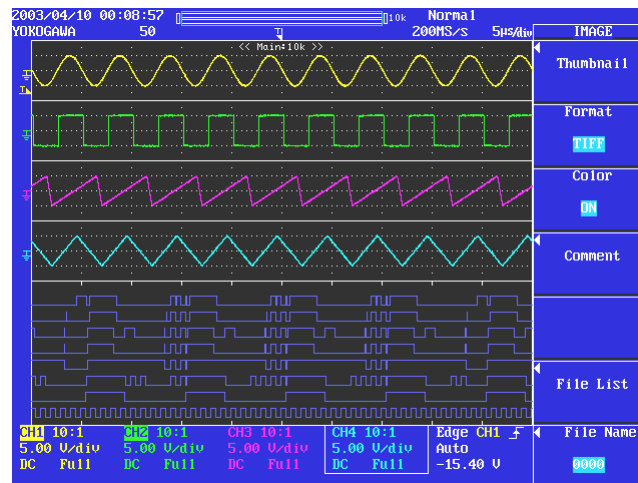 2003/04/10 00:08:57 10k Normal
YOKOGAWA 50 T 200MS/s 5µs/div
<< Main:10k >>
T
IMAGE
Thumbnail
Format
TIFF
Color
ON
Comment
File List
File Name
0000
CH1 10:1 CH2 10:1 CH3 10:1 CH4 10:1 Edge CH1
5.00 V/div 5.00 V/div 5.00 V/div 5.00 V/div Auto
DC Full DC Full DC Full DC Full -15.40 V